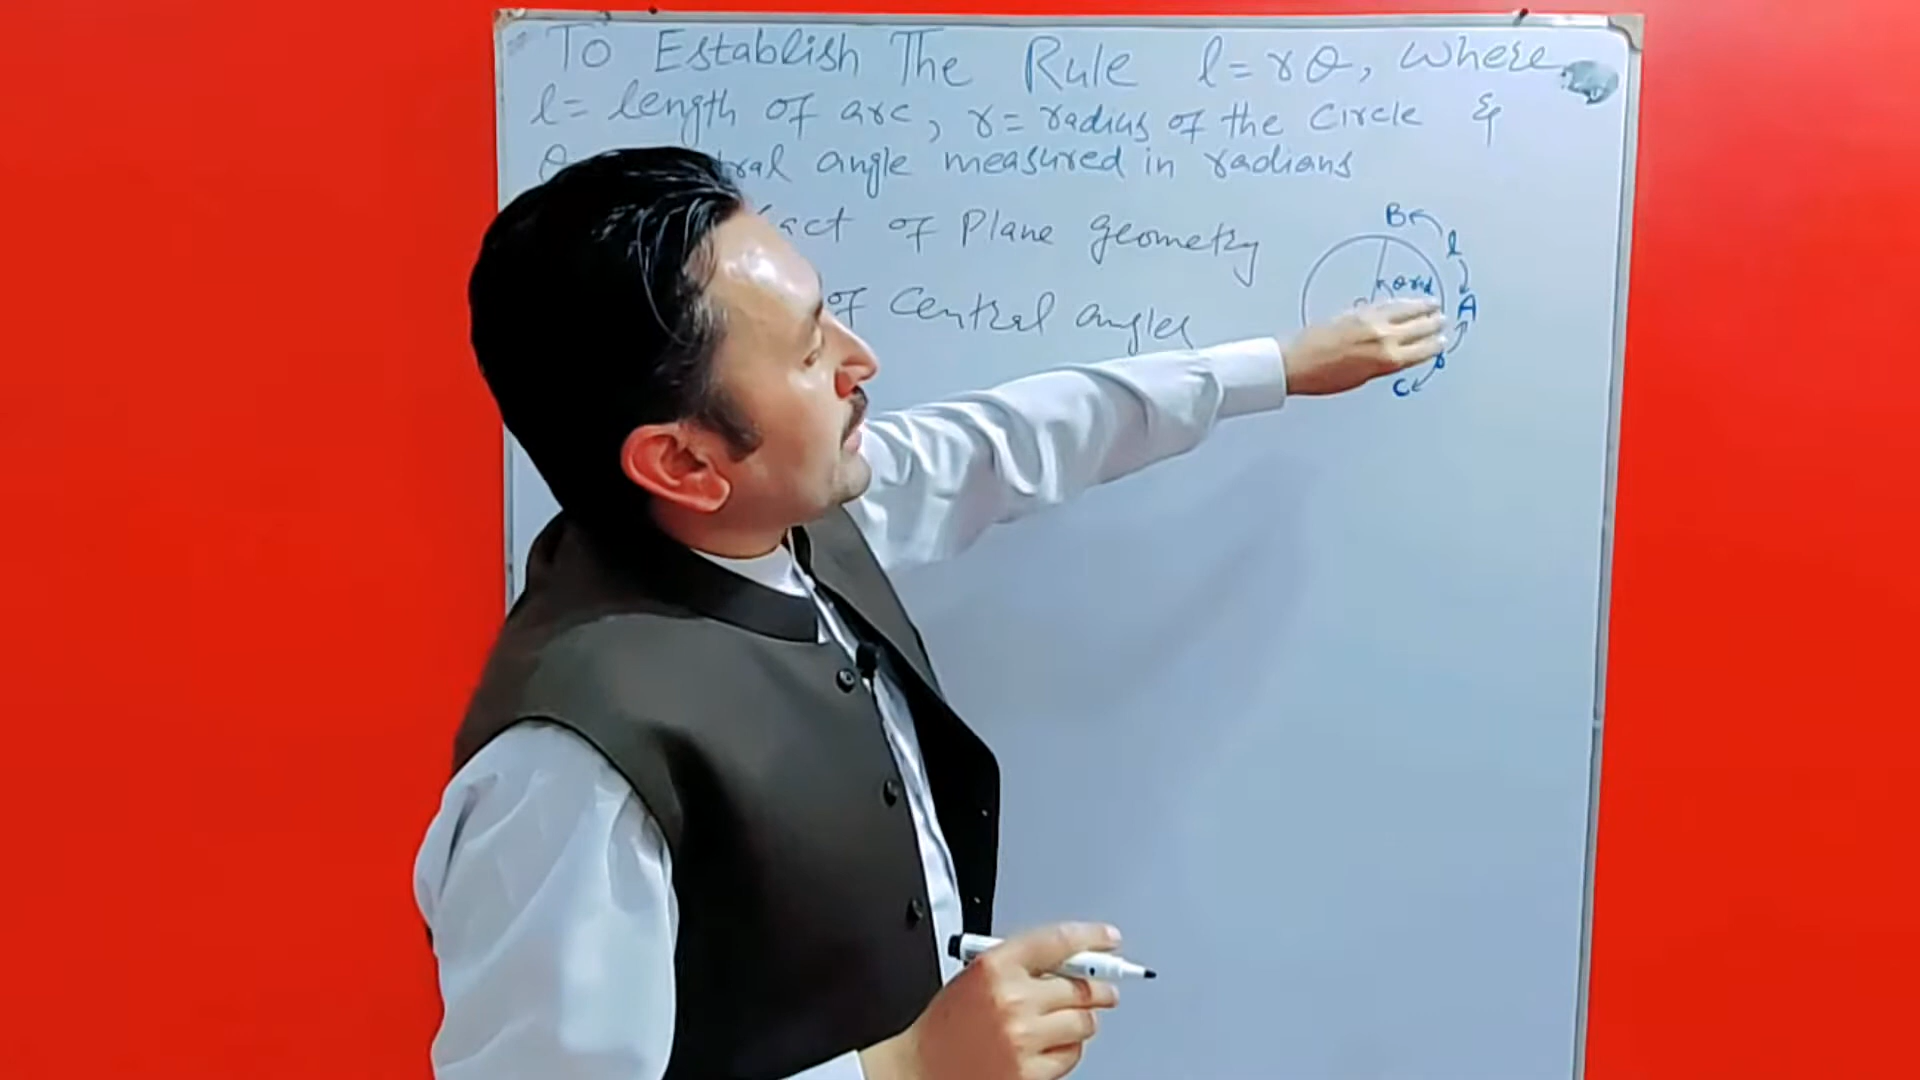 To Establish The Rule l = rθ, where
l = length of arc, r = radius of the circle &
angle measured in radians
of Plane geometry
of Central angles
B
l
θ rad
A
C